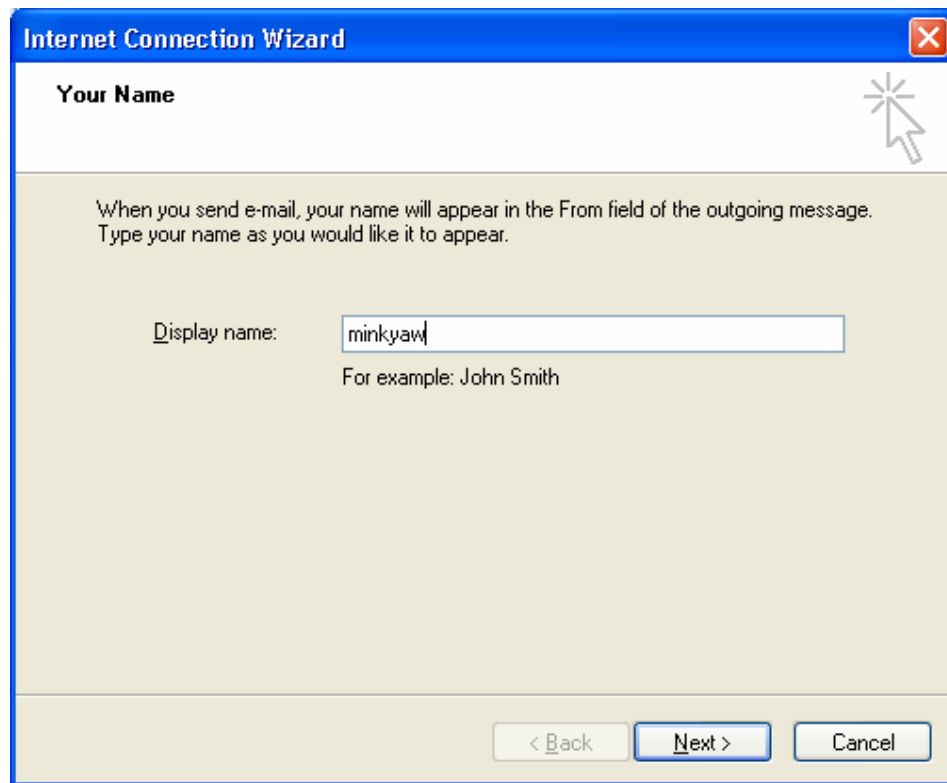 Internet Connection Wizard
Your Name
When you send e-mail, your name will appear in the From field of the outgoing message.
Type your name as you would like it to appear.
Display name: minkyaw
For example: John Smith
< Back Next > Cancel